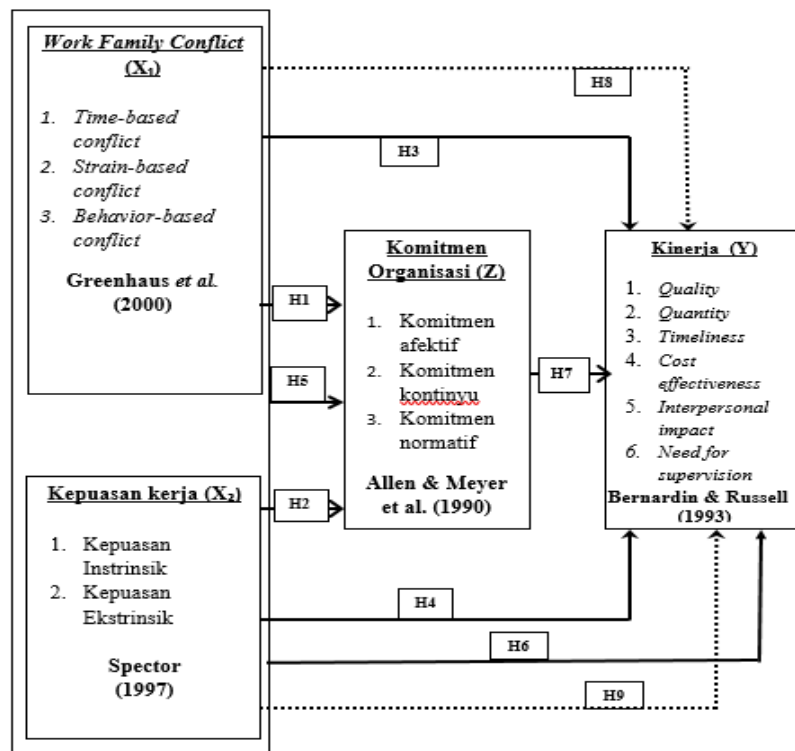 Work Family Conflict
(X₁)
1. Time-based
conflict
2. Strain-based
conflict
3. Behavior-based
conflict
Greenhaus et al.
(2000)
H8
H3
H1
H5
H2
Komitmen
Organisasi (Z)
1. Komitmen
afektif
2. Komitmen
kontinyu
3. Komitmen
normatif
Allen & Meyer
et al. (1990)
H7
Kinerja (Y)
1. Quality
2. Quantity
3. Timeliness
4. Cost
effectiveness
5. Interpersonal
impact
6. Need for
supervision
Bernardin & Russell
(1993)
Kepuasan kerja (X₂)
1. Kepuasan
Instrinsik
2. Kepuasan
Ekstrinsik
Spector
(1997)
H4
H6
H9